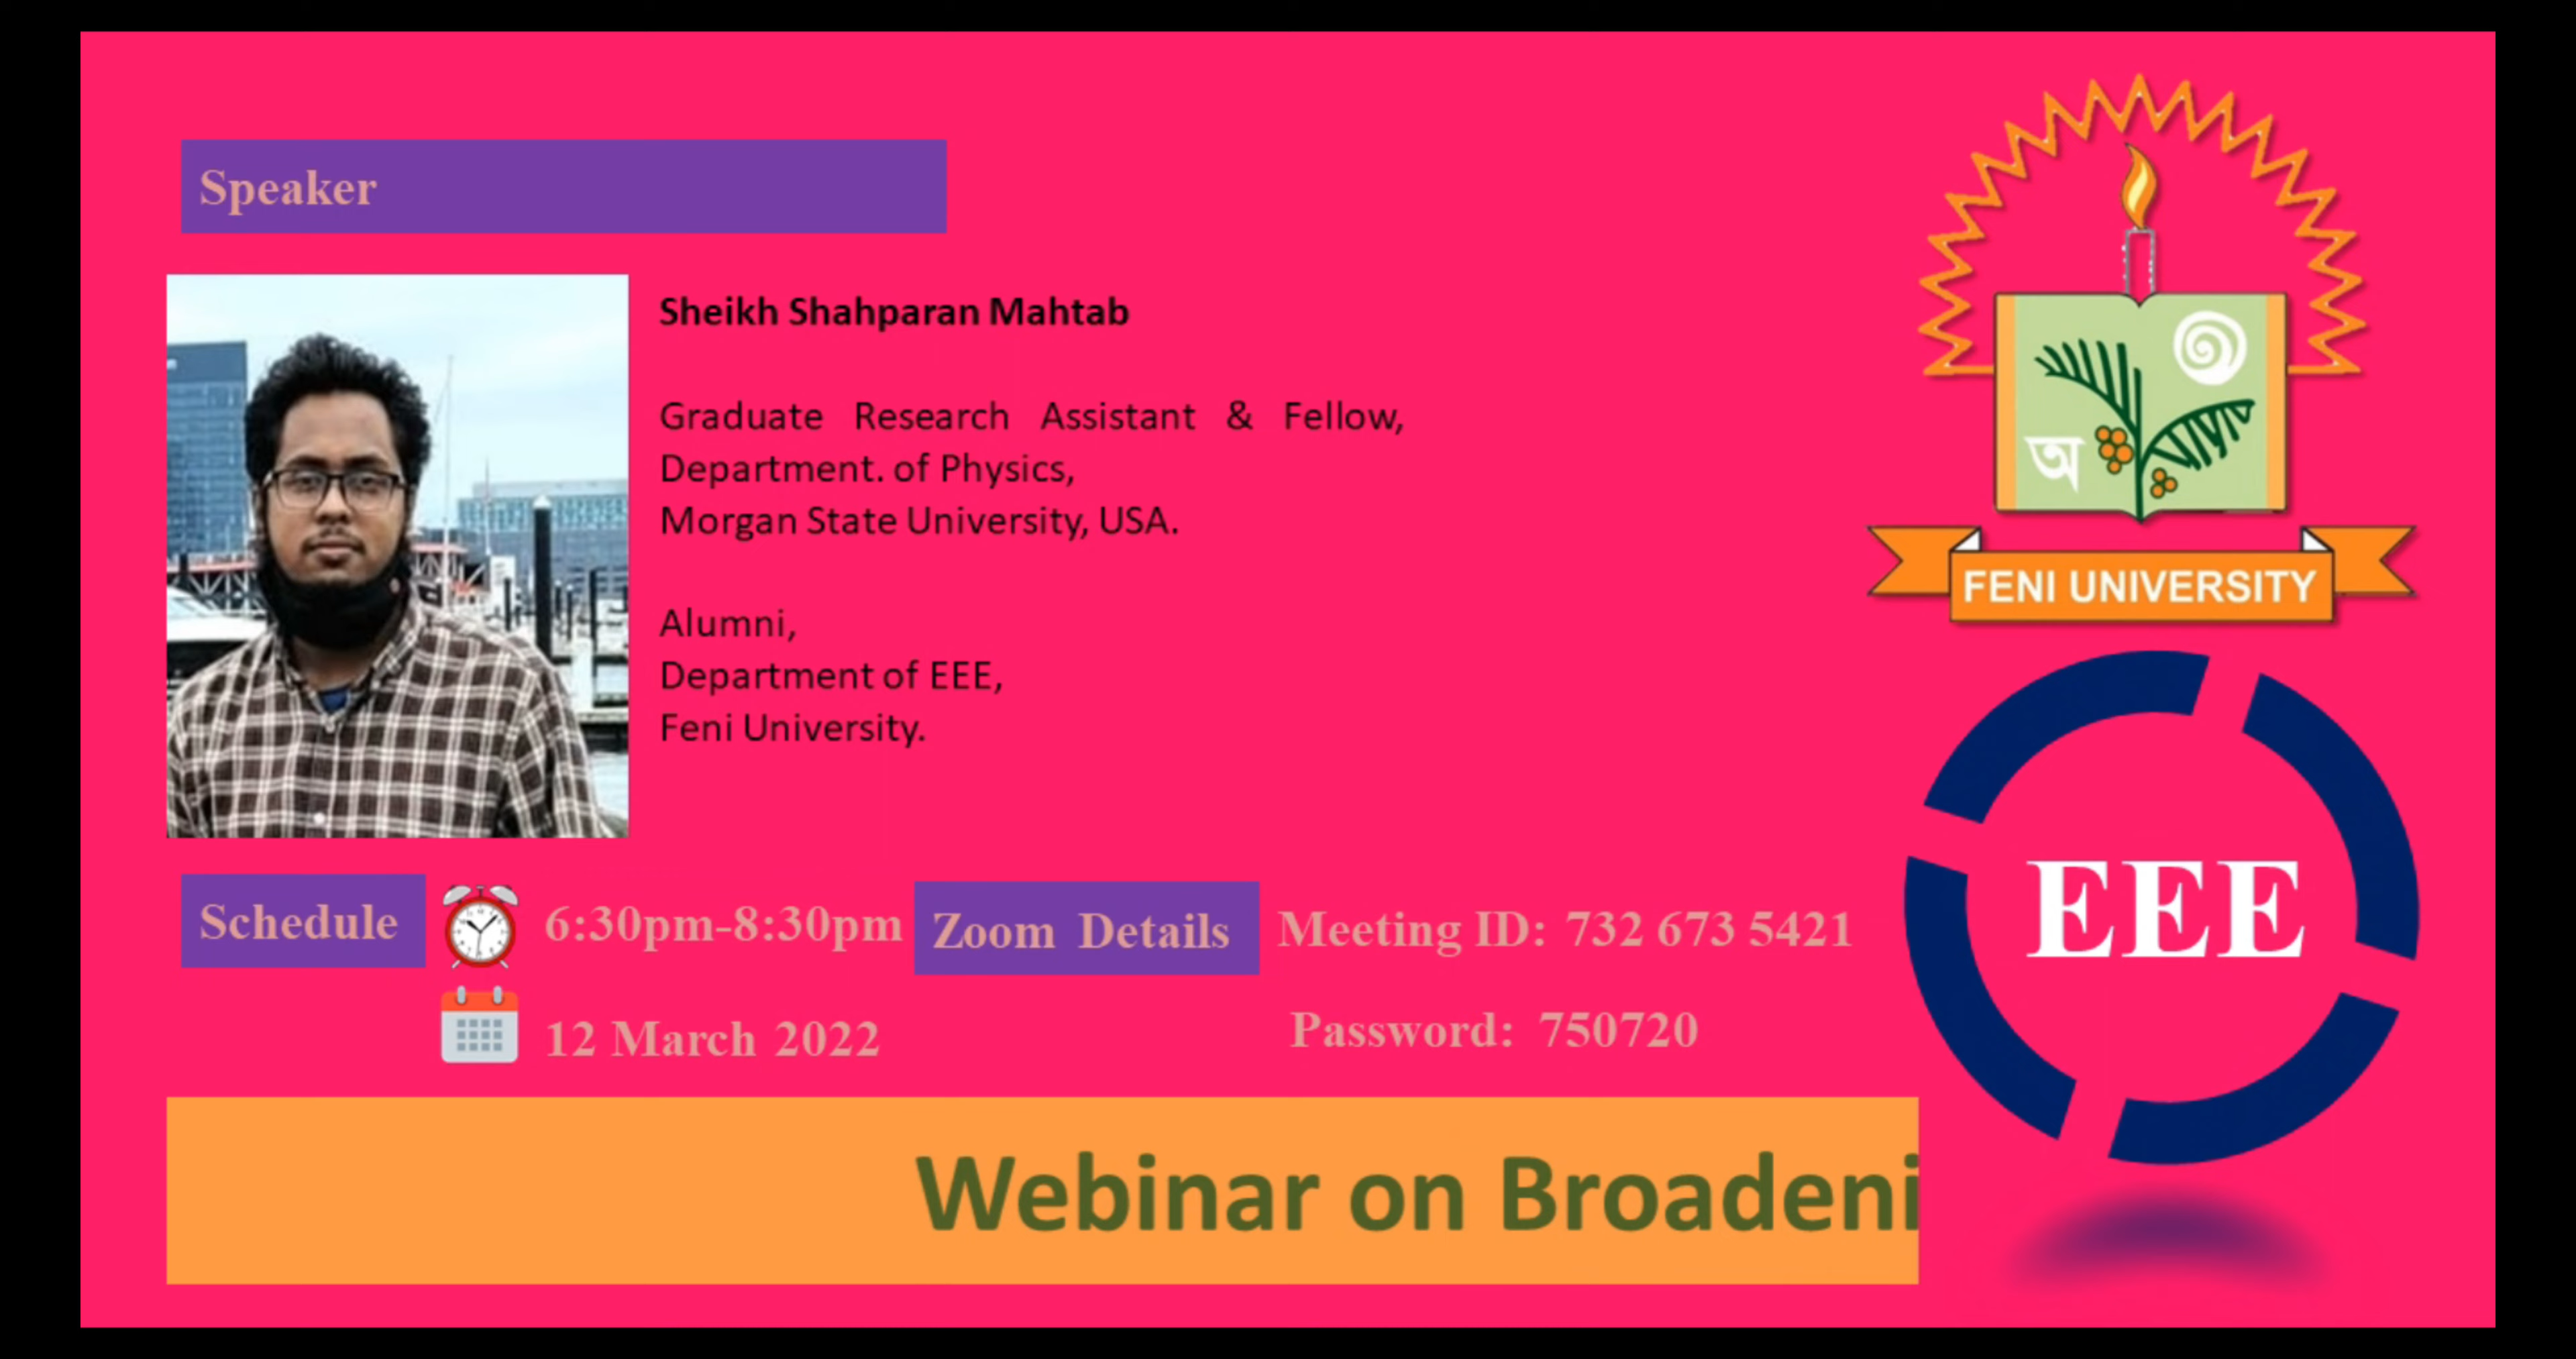 Speaker
Sheikh Shahparan Mahtab
Graduate Research Assistant & Fellow,
Department. of Physics,
Morgan State University, USA.
Alumni,
Department of EEE,
Feni University.
Schedule
6:30pm-8:30pm
12 March 2022
Zoom Details
Meeting ID: 732 673 5421
Password: 750720
Webinar on Broadeni
অ
FENI UNIVERSITY
EEE